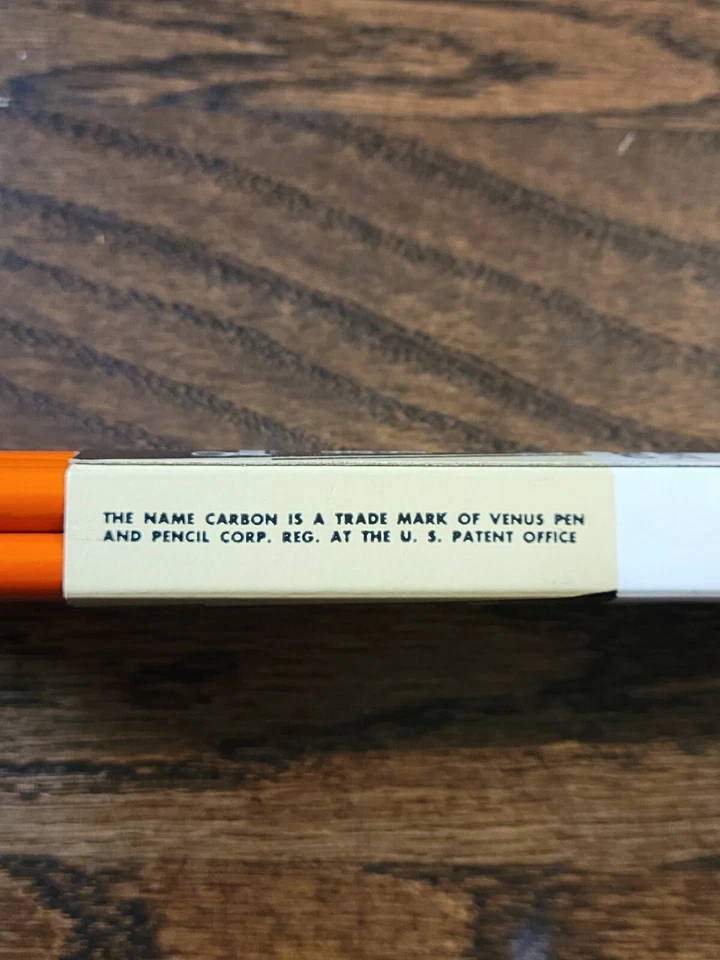 THE NAME CARBON IS A TRADE MARK OF VENUS PEN
AND PENCIL CORP. REG. AT THE U. S. PATENT OFFICE